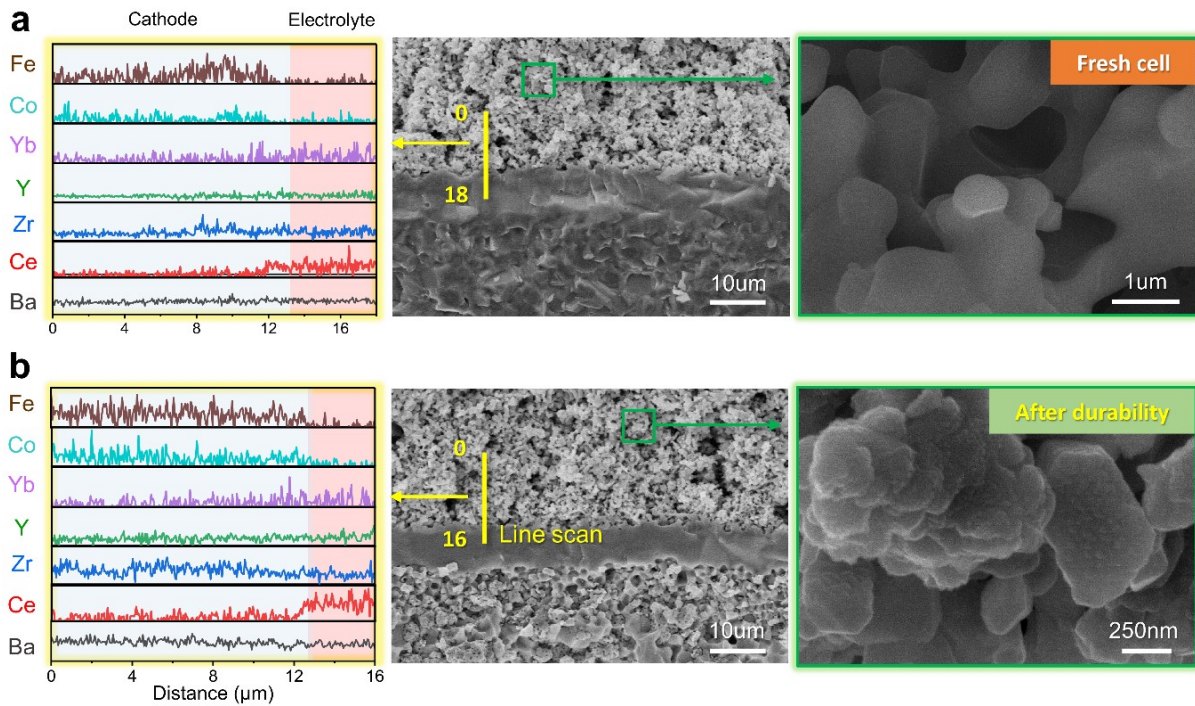 a
Cathode Electrolyte
Fe
Co
Yb
Y
Zr
Ce
Ba
0 4 8 12 16
0
18
10um
Fresh cell
1um
b
Fe
Co
Yb
Y
Zr
Ce
Ba
0 4 8 12 16
Distance (μm)
0
16 Line scan
10um
After durability
250nm